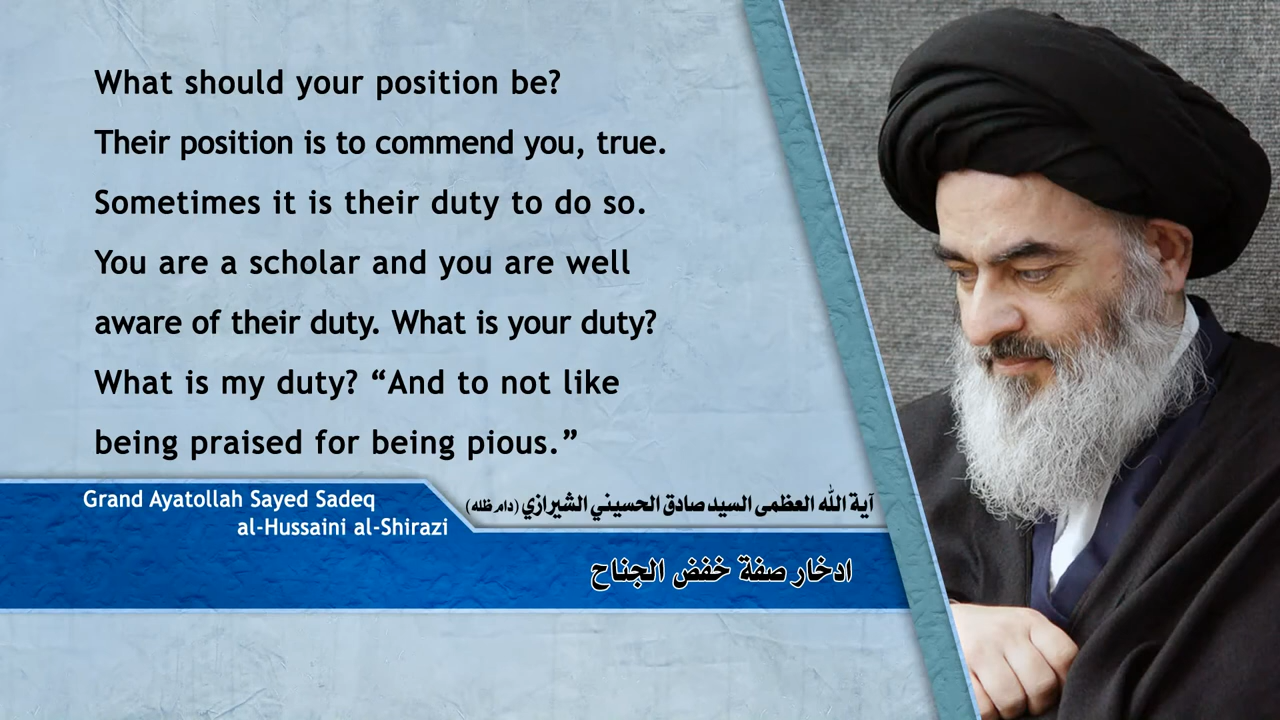 What should your position be?
Their position is to commend you, true.
Sometimes it is their duty to do so.
You are a scholar and you are well
aware of their duty. What is your duty?
What is my duty? “And to not like
being praised for being pious.”
Grand Ayatollah Sayed Sadeq
al-Hussaini al-Shirazi
آية الله العظمى السيد صادق الحسيني الشيرازي (دام ظله)
ادخار صفة خفض الجناح